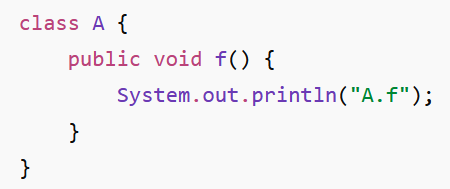 class A {
    public void f() {
        System.out.println("A.f");
    }
}